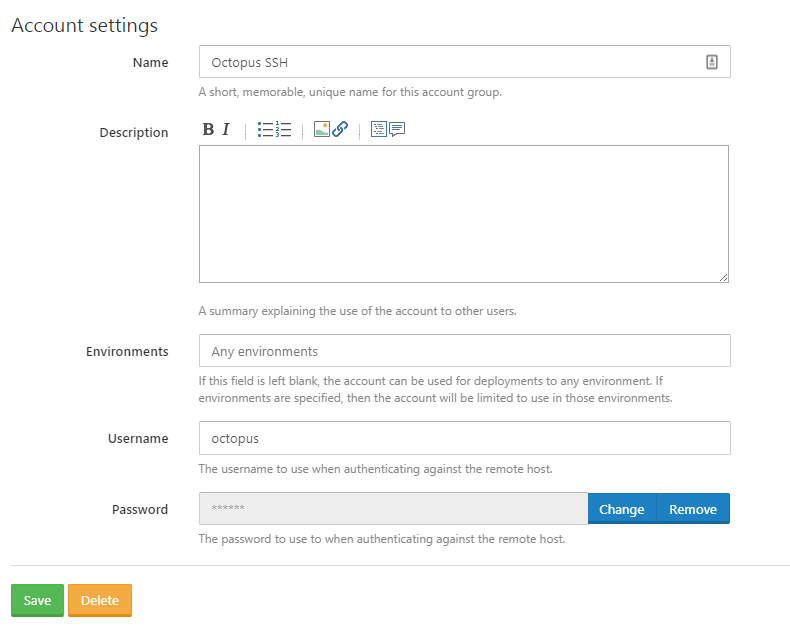 Account settings
Name
Octopus SSH
A short, memorable, unique name for this account group.
Description
B I
A summary explaining the use of the account to other users.
Environments
Any environments
If this field is left blank, the account can be used for deployments to any environment. If
environments are specified, then the account will be limited to use in those environments.
Username
octopus
The username to use when authenticating against the remote host.
Password
******
Change Remove
The password to use to when authenticating against the remote host.
Save Delete